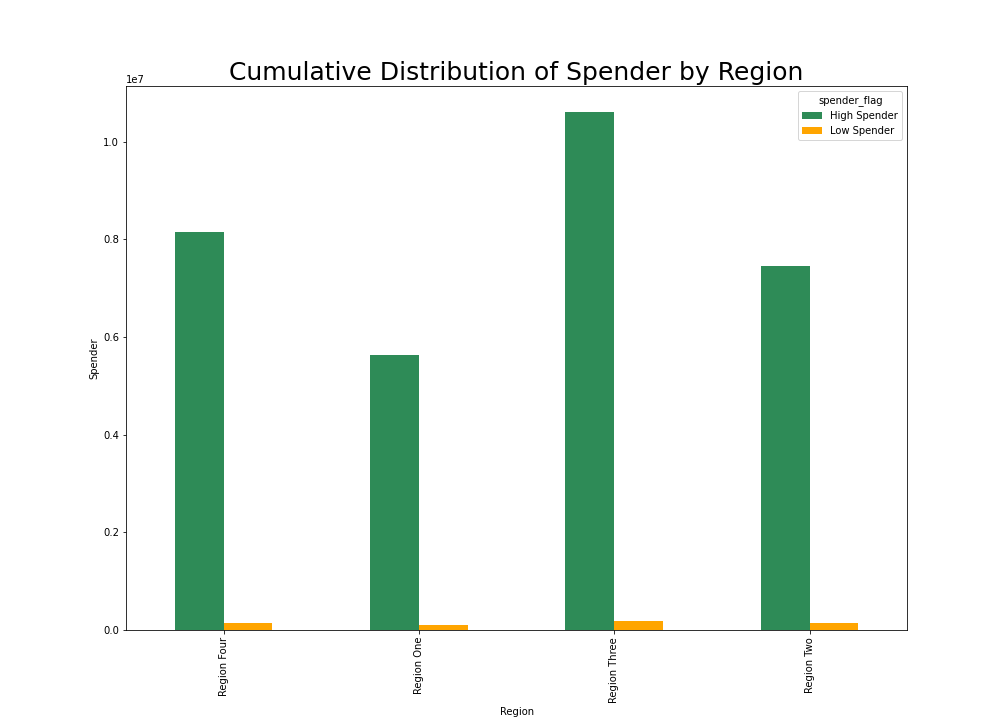 Cumulative Distribution of Spender by Region
1e7
spender_flag
High Spender
Low Spender
1.0
0.8
0.6
0.4
0.2
0.0
Spender
Region Four
Region One
Region Three
Region Two
Region